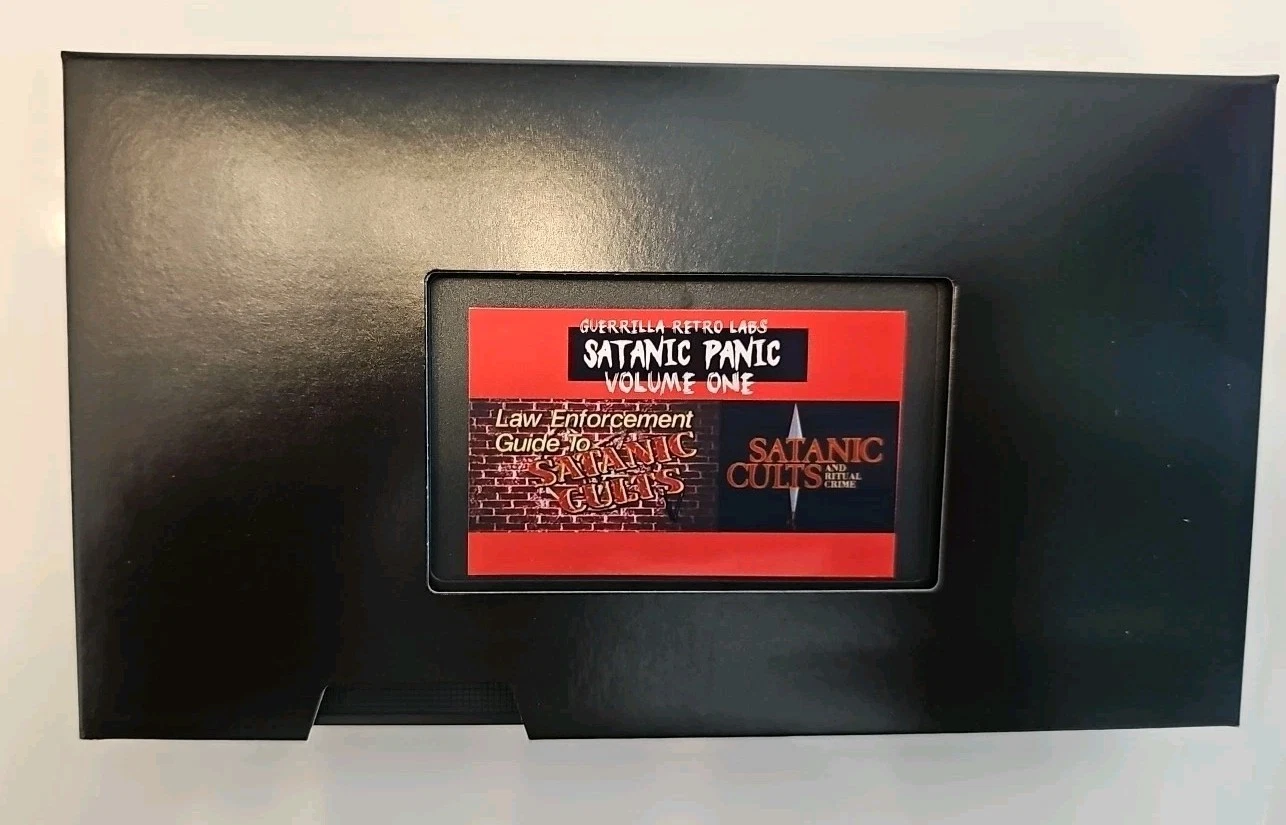 GUERRILLA RETRO LABS
SATANIC PANIC
VOLUME ONE
Law Enforcement
Guide To
SATANIC
CULTS
SATANIC
CULTS AND
RITUAL
CRIME